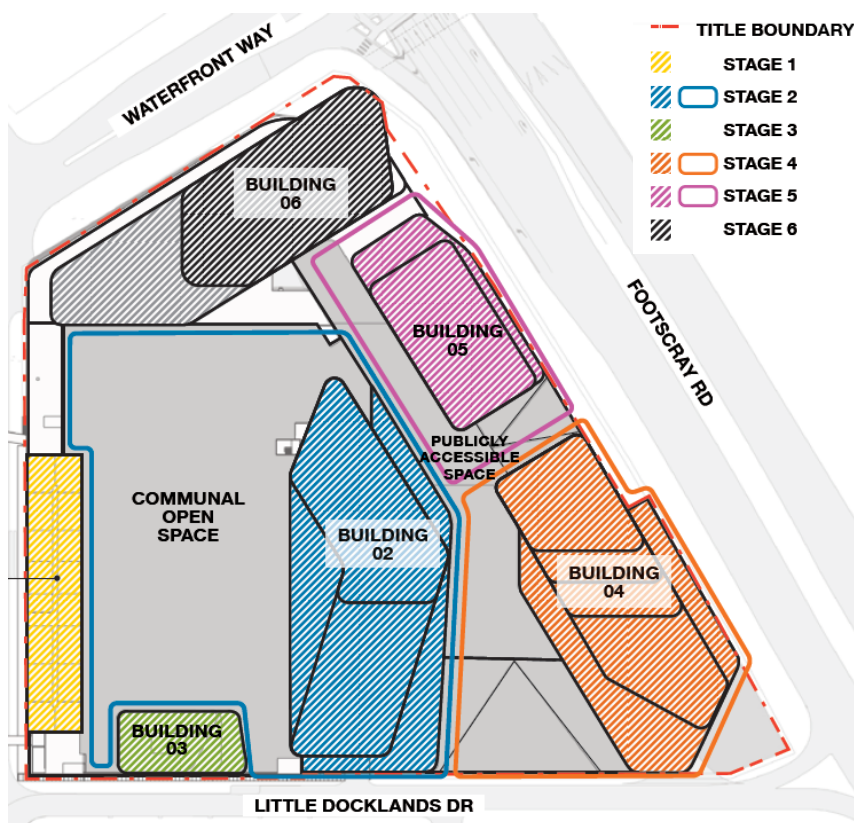 WATERFRONT WAY
TITLE BOUNDARY
STAGE 1
STAGE 2
STAGE 3
STAGE 4
STAGE 5
STAGE 6
BUILDING
06
FOOTSCRAY RD
BUILDING
05
PUBLICLY
ACCESSIBLE
SPACE
COMMUNAL
OPEN
SPACE
BUILDING
02
BUILDING
04
BUILDING
03
LITTLE DOCKLANDS DR